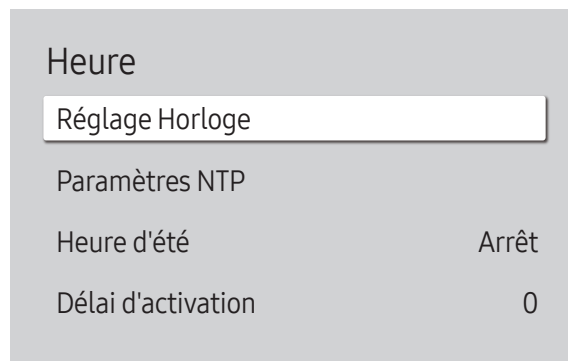 Heure
Réglage Horloge
Paramètres NTP
Heure d'été Arrêt
Délai d'activation 0